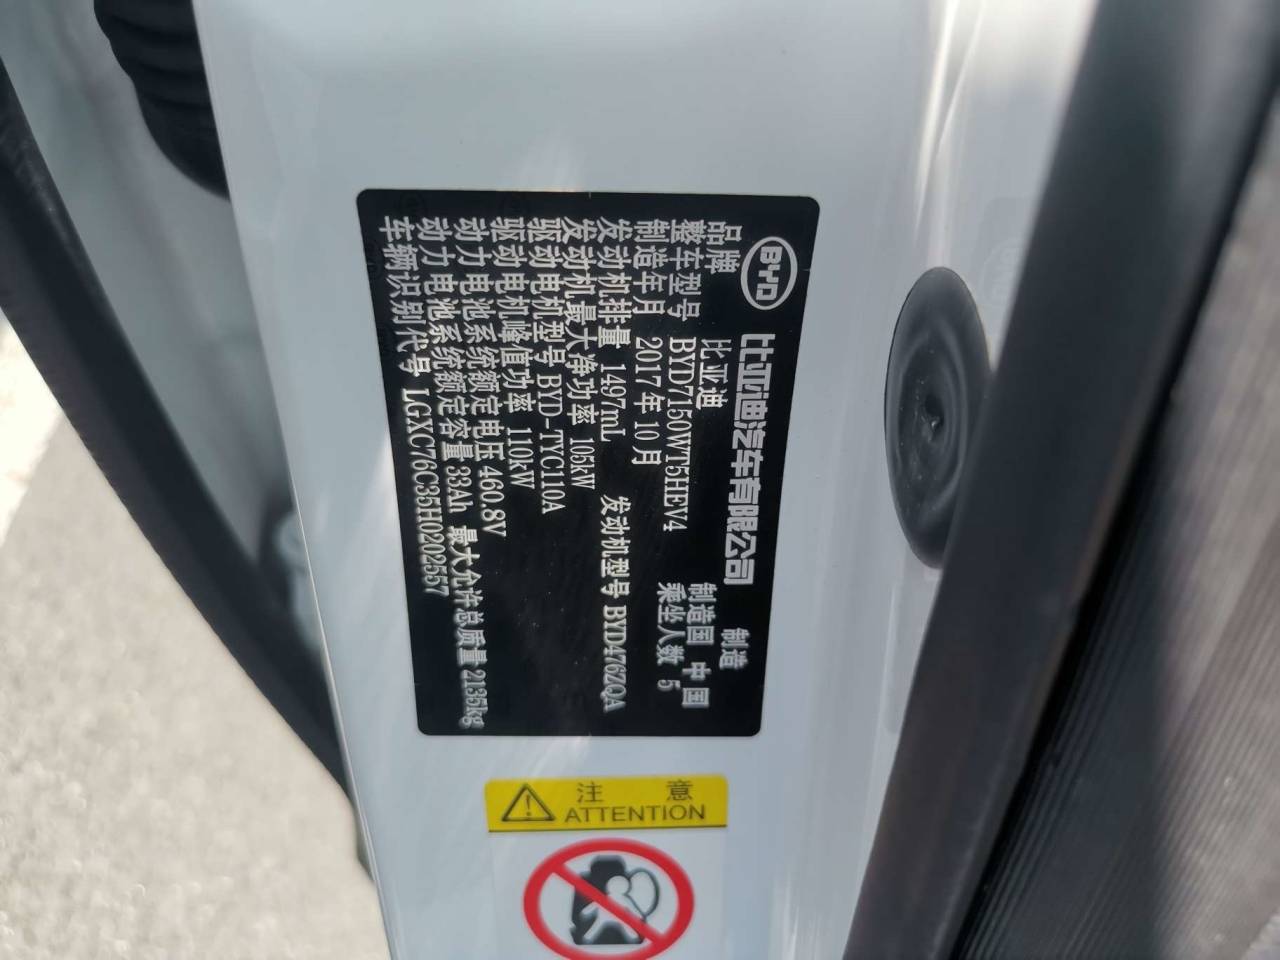 BYD 比亚迪汽车有限公司 制造
品牌 比亚迪 制造国 中国
整车型号 BYD7150WT5HEV4 乘坐人数 5
制造年月 2017年10月
发动机排量 1497mL 发动机型号 BYD476ZQA
发动机最大净功率 105kW
驱动电机型号 BYD-TYC110A
驱动电机峰值功率 110kW
动力电池系统额定电压 460.8V
动力电池系统额定容量 33Ah 最大允许总质量 2135kg
车辆识别代号 LGXC76C35H0202557
注 意
ATTENTION